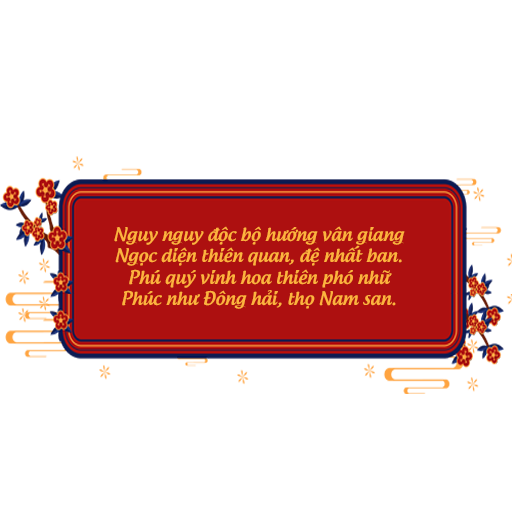 Nguy nguy độc bộ hướng vân giang
Ngọc diện thiên quan, đệ nhất ban.
Phú quý vinh hoa thiên phó nhữ
Phúc như Đông hải, thọ Nam san.